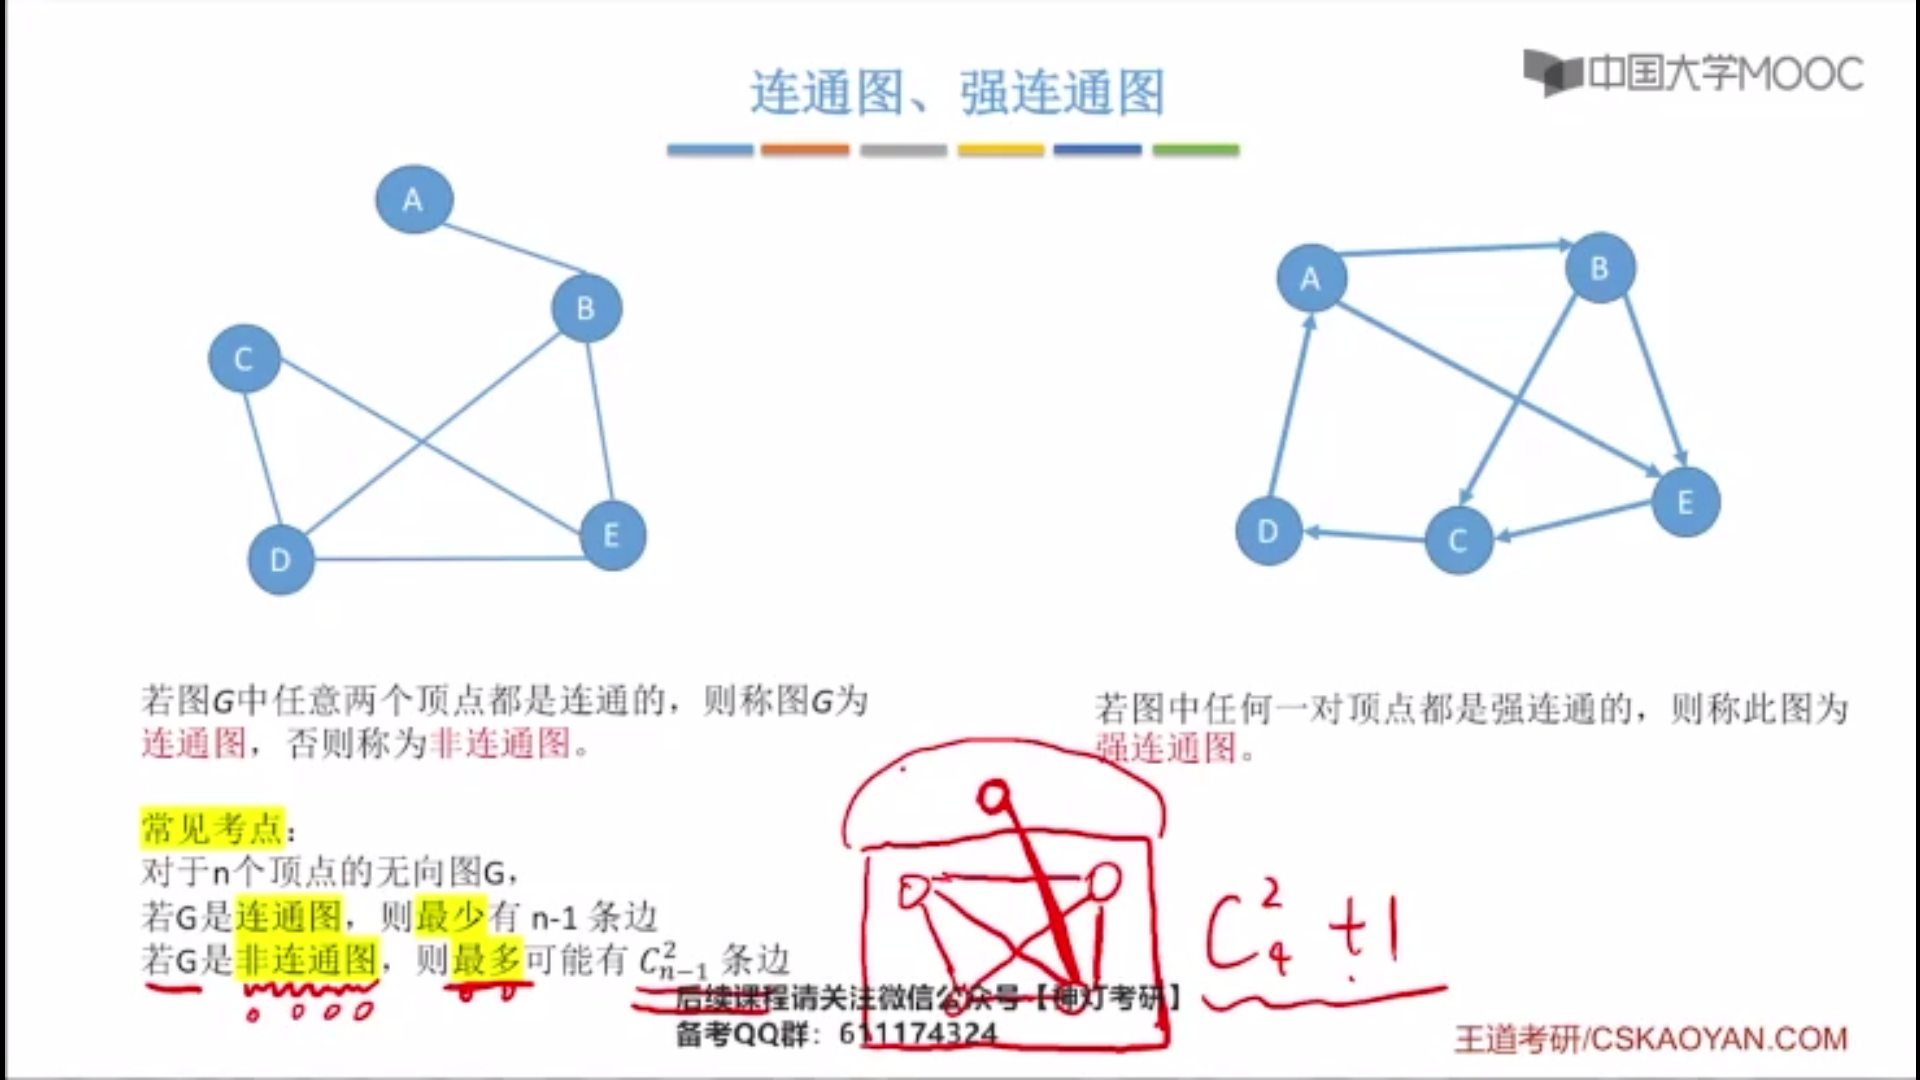 连通图、强连通图
中国大学MOOC
A
B
C
D
E
A
B
C
D
E
若图G中任意两个顶点都是连通的，则称图G为
连通图，否则称为非连通图。
若图中任何一对顶点都是强连通的，则称此图为
强连通图。
常见考点：
对于n个顶点的无向图G，
若G是连通图，则最少有 n-1 条边
若G是非连通图，则最多可能有 C²ₙ₋₁ 条边
C²₄ +1
后续课程请关注微信公众号【神灯考研】
备考QQ群：611174324
王道考研/CSKAOYAN.COM